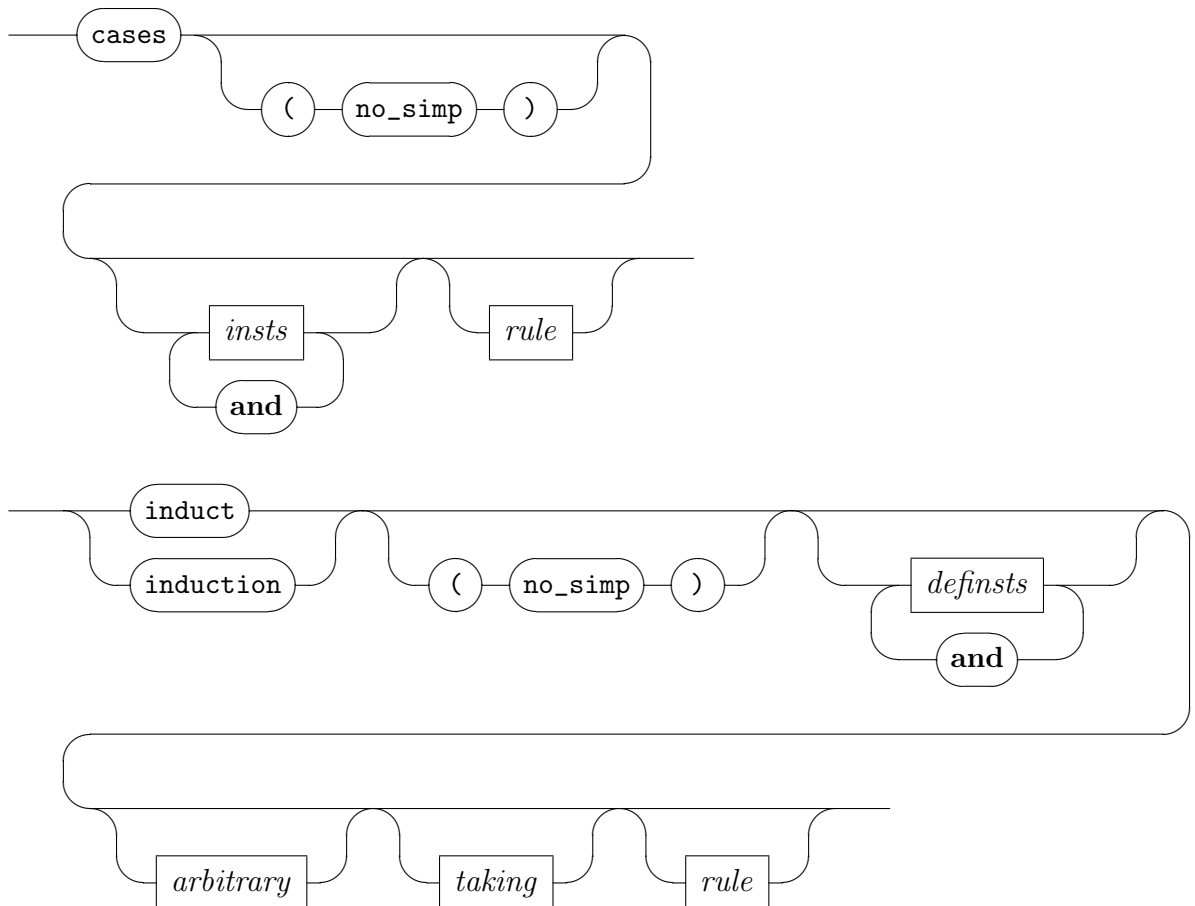 cases
( no_simp )
insts rule
and
induct
induction ( no_simp ) definsts
and
arbitrary taking rule